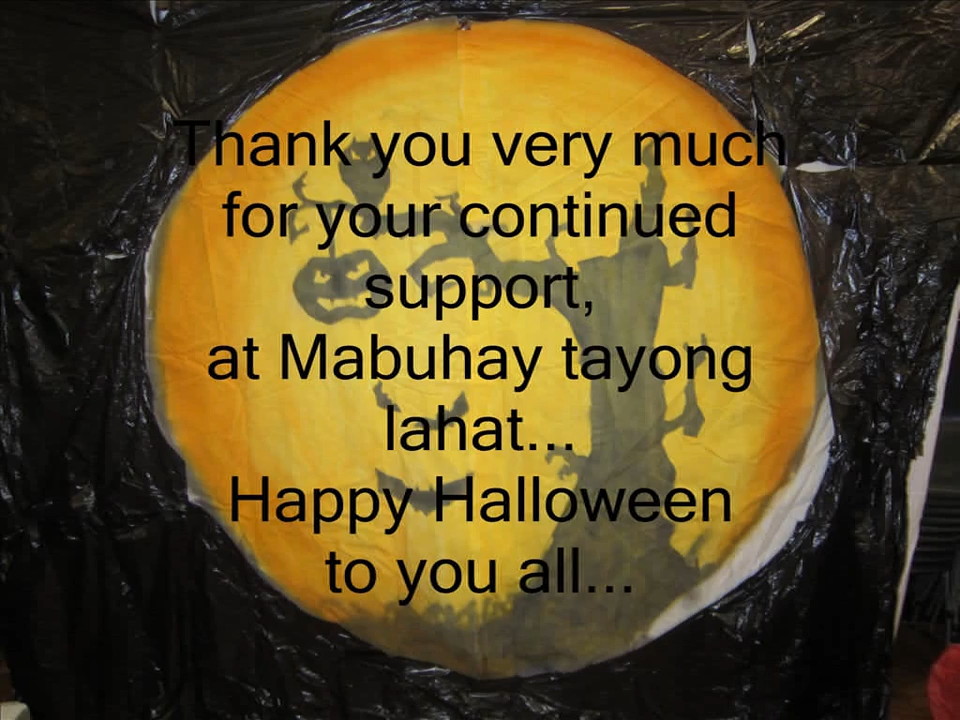 Thank you very much
for your continued
support,
at Mabuhay tayong
lahat...
Happy Halloween
to you all...